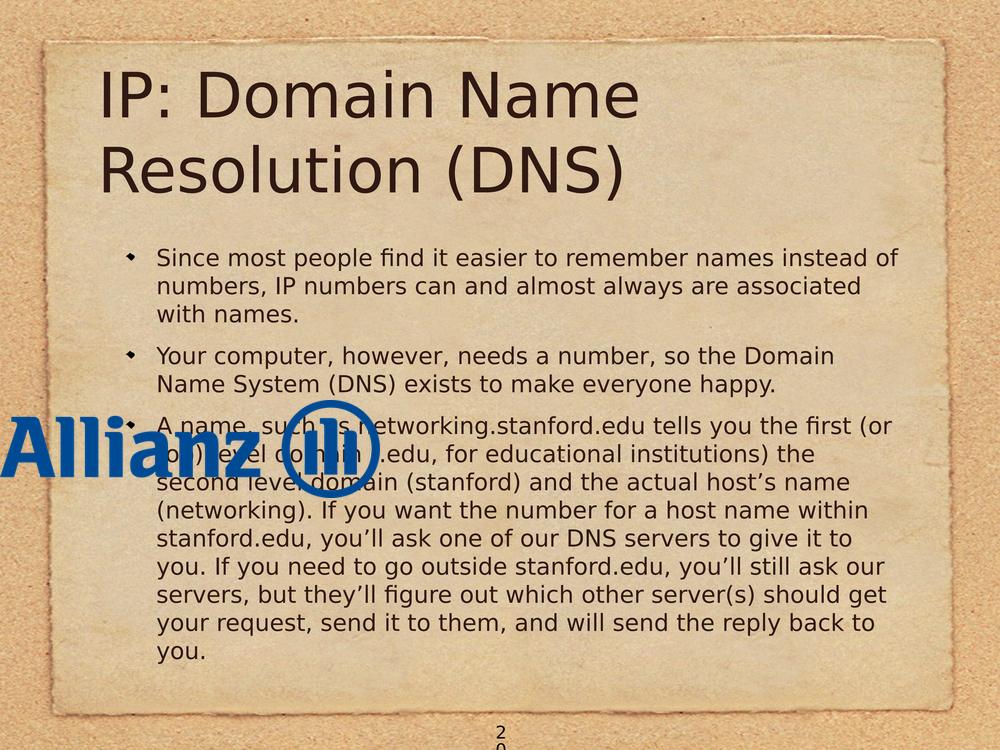 IP: Domain Name
Resolution (DNS)
Since most people find it easier to remember names instead of
numbers, IP numbers can and almost always are associated
with names.
Your computer, however, needs a number, so the Domain
Name System (DNS) exists to make everyone happy.
A name, such as networking.stanford.edu tells you the first (or
Allianz
level domain .edu, for educational institutions) the
second level domain (stanford) and the actual host’s name
(networking). If you want the number for a host name within
stanford.edu, you’ll ask one of our DNS servers to give it to
you. If you need to go outside stanford.edu, you’ll still ask our
servers, but they’ll figure out which other server(s) should get
your request, send it to them, and will send the reply back to
you.
2
0